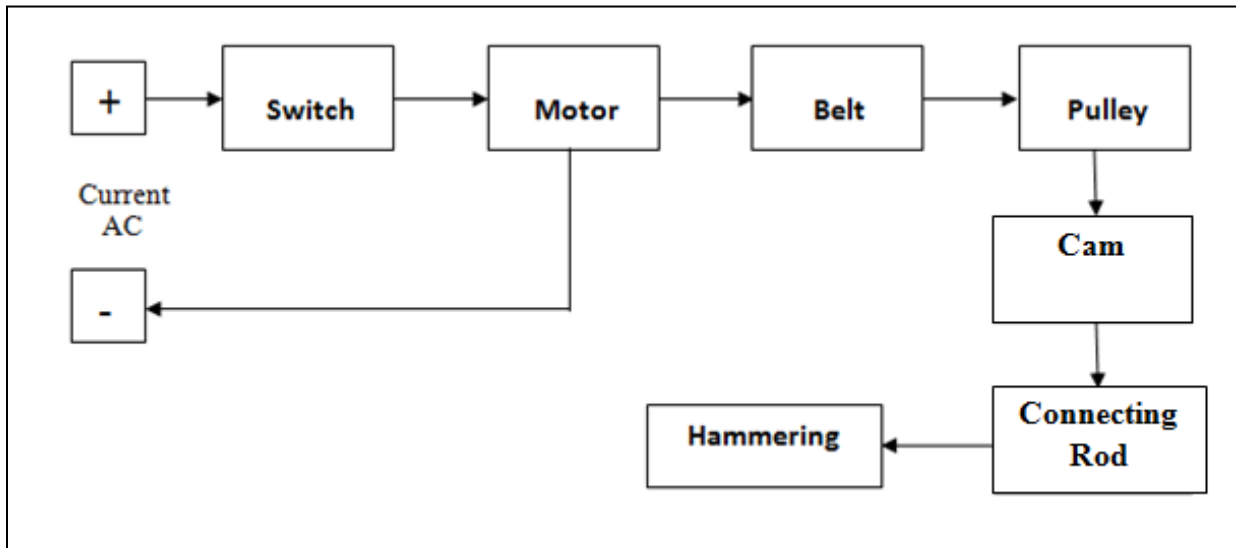 +
Switch
Motor
Belt
Pulley
Current
AC
Cam
-
Connecting
Rod
Hammering